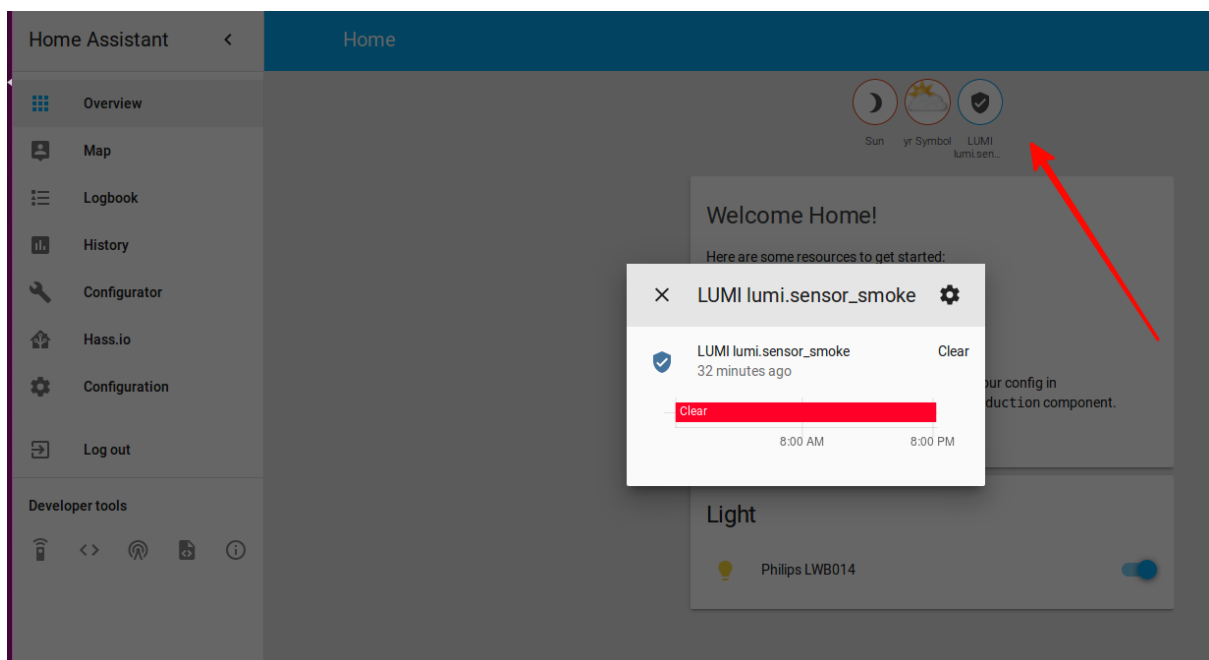 Home Assistant
Home
Overview
Map
Logbook
History
Configurator
Hass.io
Configuration
Log out
Developer tools
Sun
yr Symbol
LUMI
lumi.sen...
Welcome Home!
Here are some resources to get started:
LUMI lumi.sensor_smoke
LUMI lumi.sensor_smoke
Clear
32 minutes ago
Clear
8:00 AM
8:00 PM
config in
component.
Light
Philips LWB014